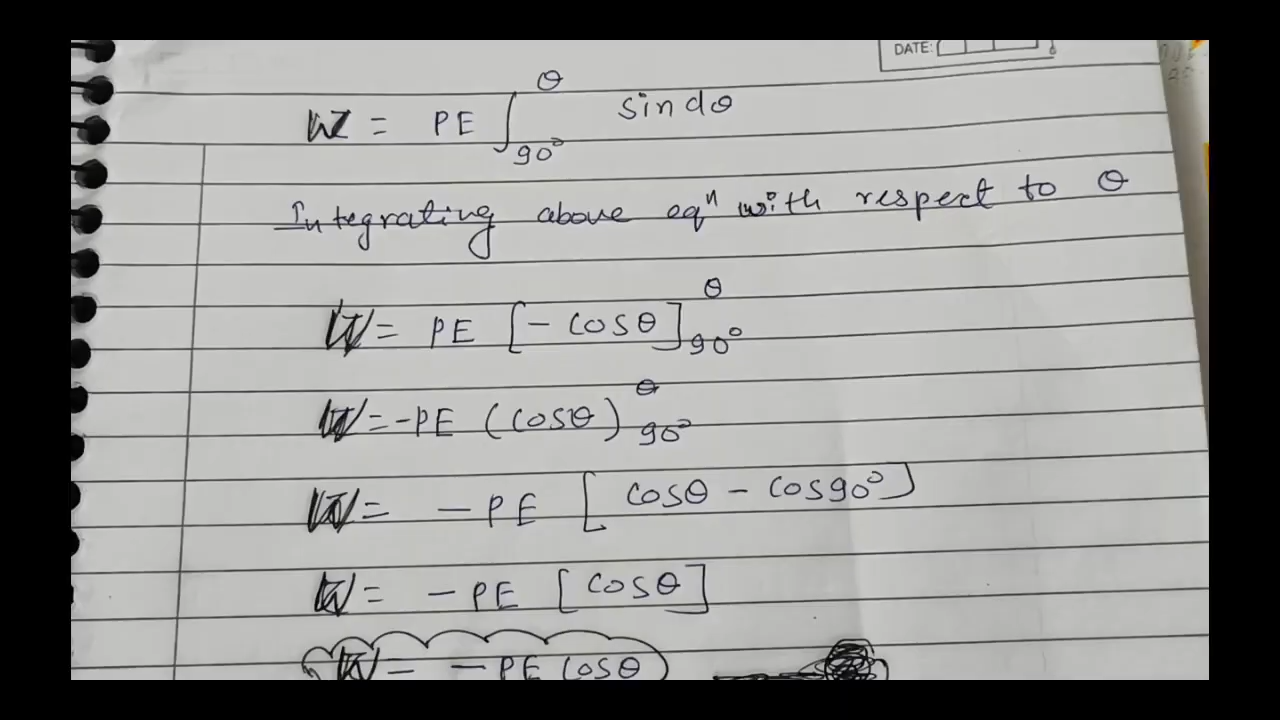 DATE:
W = PE ∫_{90°}^{θ} sin dθ
Integrating above eqⁿ with respect to θ
W = PE [- cosθ]_{90°}^{θ}
W = -PE (cosθ)_{90°}^{θ}
W = - PE [cosθ - cos90°]
W = - PE [cosθ]
W = - PE cosθ